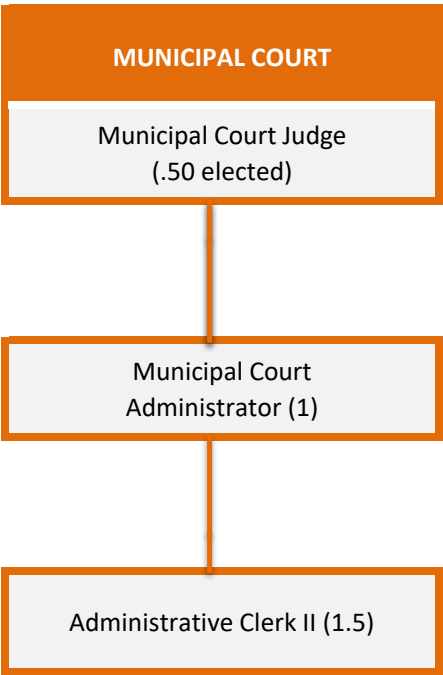 MUNICIPAL COURT
Municipal Court Judge
(.50 elected)
Municipal Court
Administrator (1)
Administrative Clerk II (1.5)